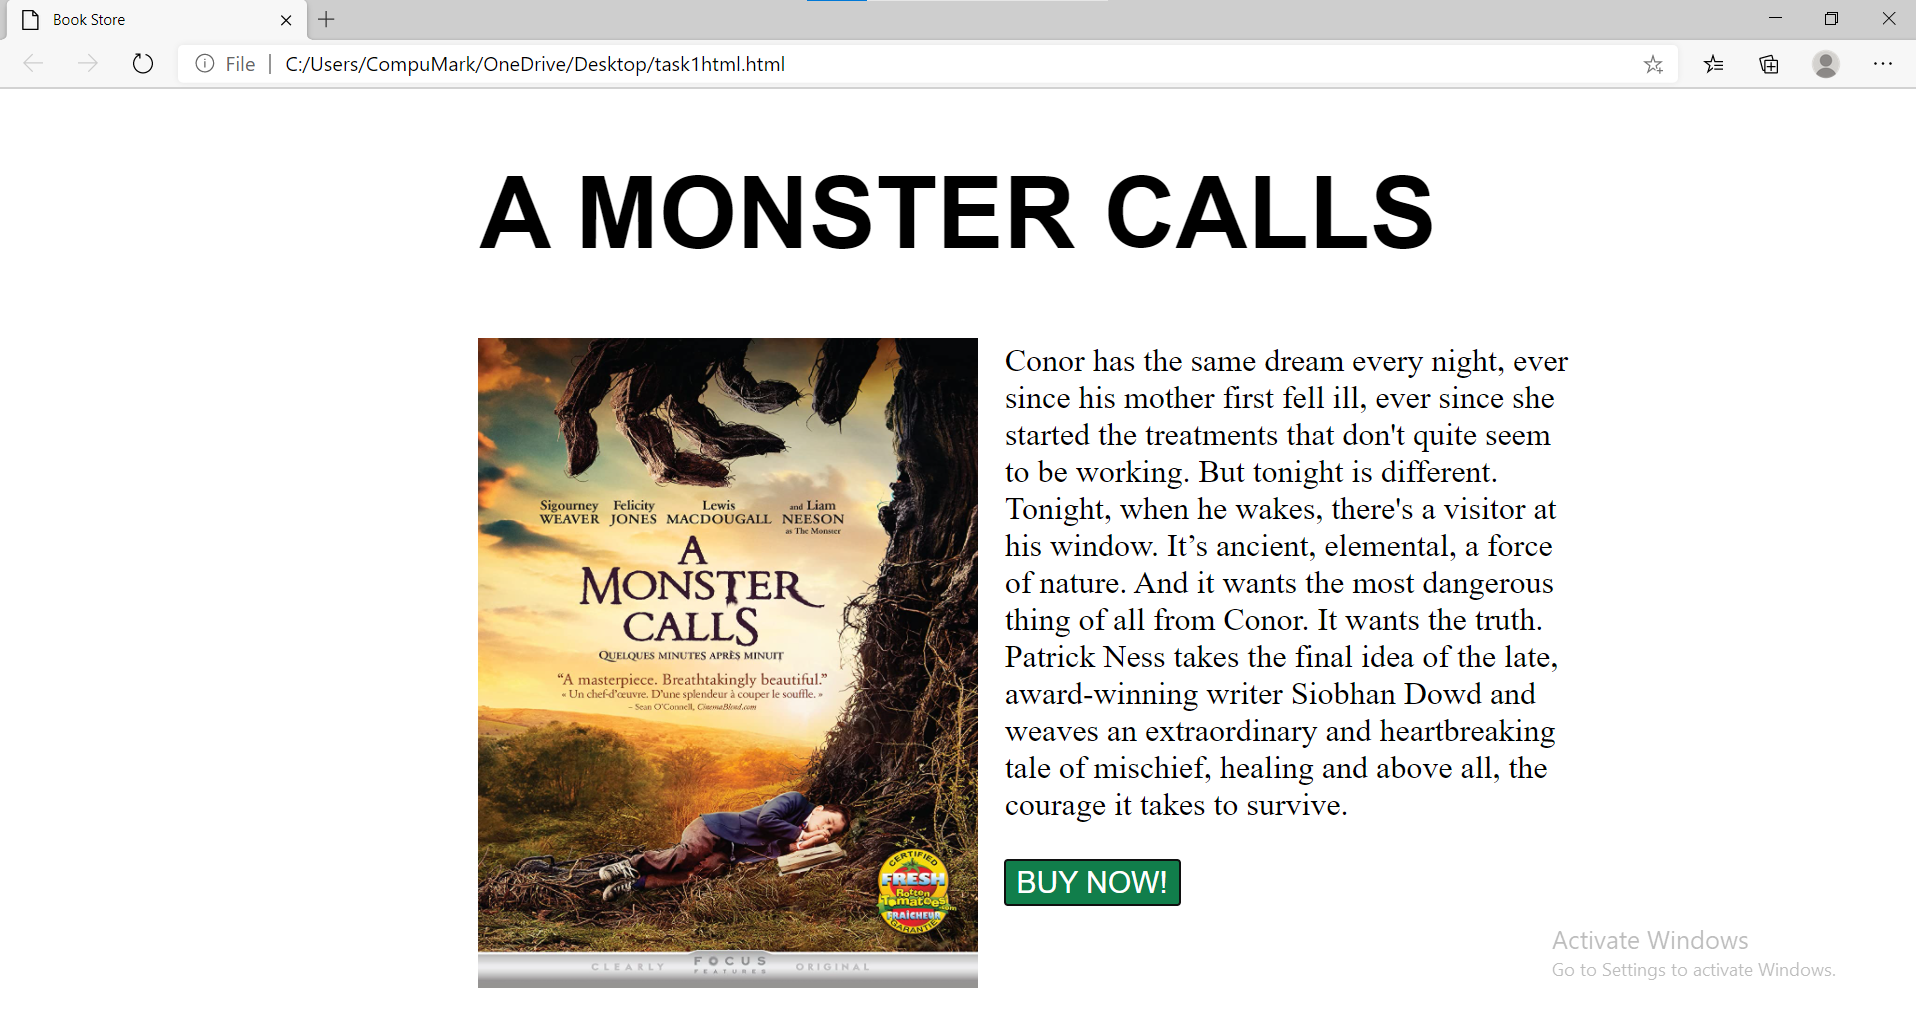 Book Store
File
C:/Users/CompuMark/OneDrive/Desktop/task1html.html
A MONSTER CALLS
Sigourney WEAVER Felicity JONES Lewis MACDOUGALL and Liam NEESON
as The Monster
A
MONSTER
CALLS
QUELQUES MINUTES APRÈS MINUIT
“A masterpiece. Breathtakingly beautiful.”
« Un chef-d'œuvre. D'une splendeur à couper le souffle. »
– Sean O'Connell, CinemaBlend.com
CERTIFIED
FRESH
Rotten
Tomatoes.com
FRAÎCHEUR
GARANTIE
CLEARLY FOCUS ORIGINAL
FEATURES
Conor has the same dream every night, ever
since his mother first fell ill, ever since she
started the treatments that don't quite seem
to be working. But tonight is different.
Tonight, when he wakes, there's a visitor at
his window. It’s ancient, elemental, a force
of nature. And it wants the most dangerous
thing of all from Conor. It wants the truth.
Patrick Ness takes the final idea of the late,
award-winning writer Siobhan Dowd and
weaves an extraordinary and heartbreaking
tale of mischief, healing and above all, the
courage it takes to survive.
BUY NOW!
Activate Windows
Go to Settings to activate Windows.